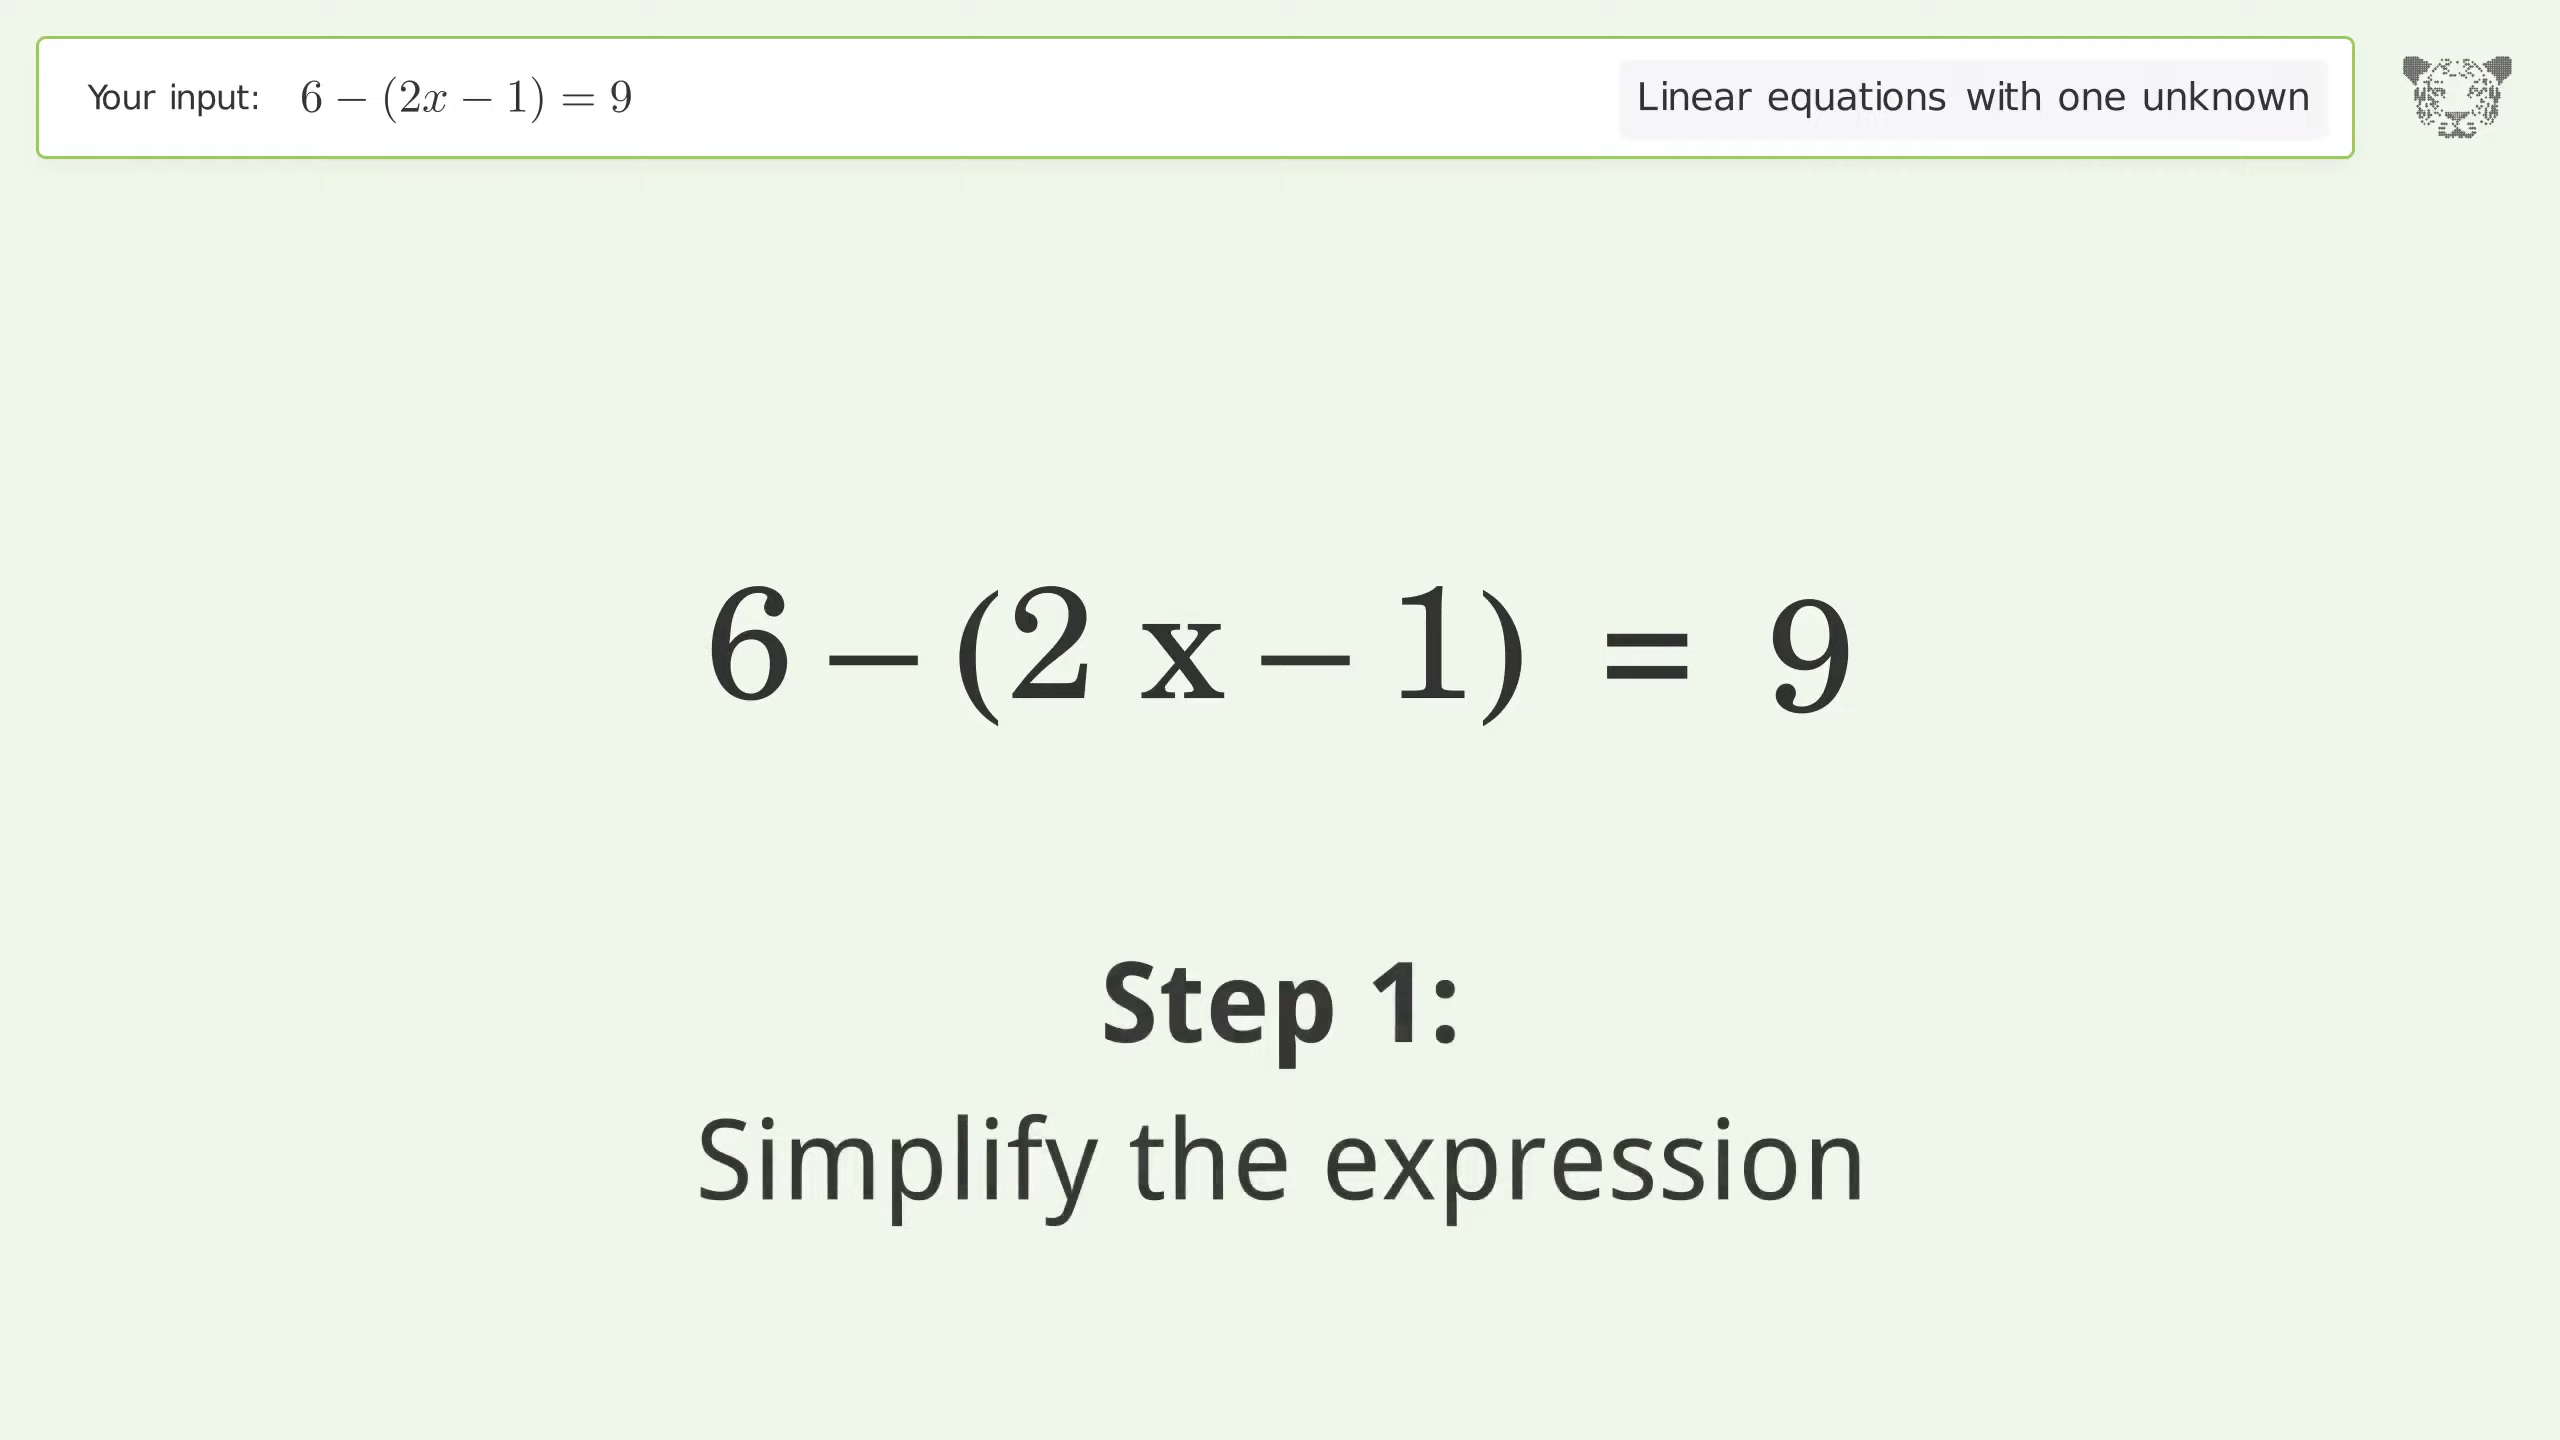 Your input: 6 − (2x − 1) = 9 Linear equations with one unknown
6 – (2 x – 1) = 9
Step 1:
Simplify the expression